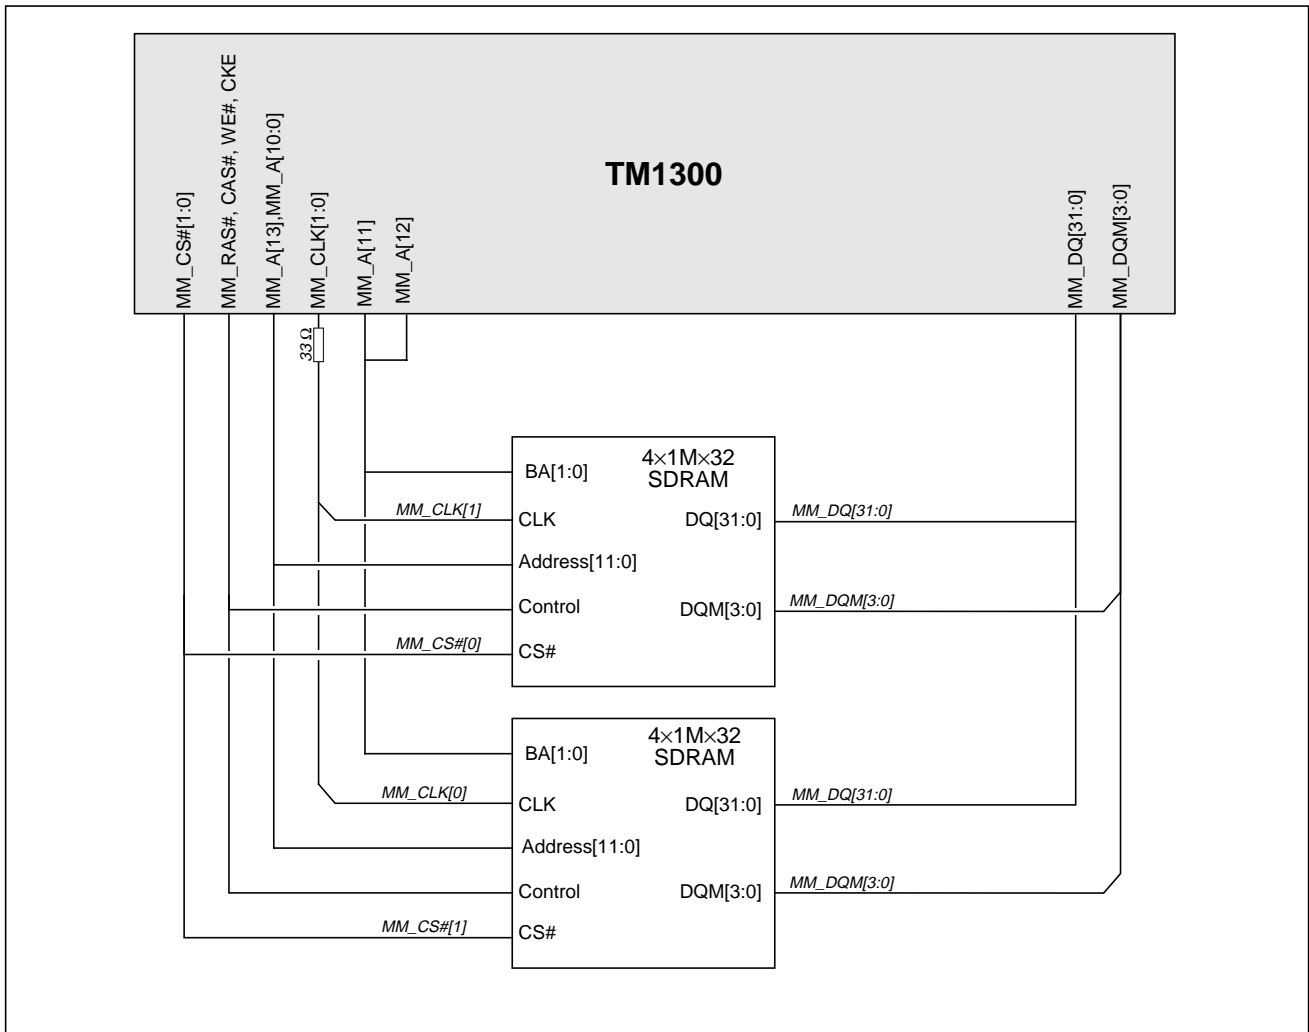 TM1300
MM_CS#[1:0]
MM_RAS#, CAS#, WE#, CKE
MM_A[13],MM_A[10:0]
MM_CLK[1:0]
MM_A[11]
MM_A[12]
MM_DQ[31:0]
MM_DQM[3:0]
33 Ω
4×1M×32
SDRAM
BA[1:0]
MM_CLK[1]
CLK
DQ[31:0]
MM_DQ[31:0]
Address[11:0]
Control
DQM[3:0]
MM_DQM[3:0]
MM_CS#[0]
CS#
4×1M×32
SDRAM
BA[1:0]
MM_CLK[0]
CLK
DQ[31:0]
MM_DQ[31:0]
Address[11:0]
Control
DQM[3:0]
MM_DQM[3:0]
MM_CS#[1]
CS#